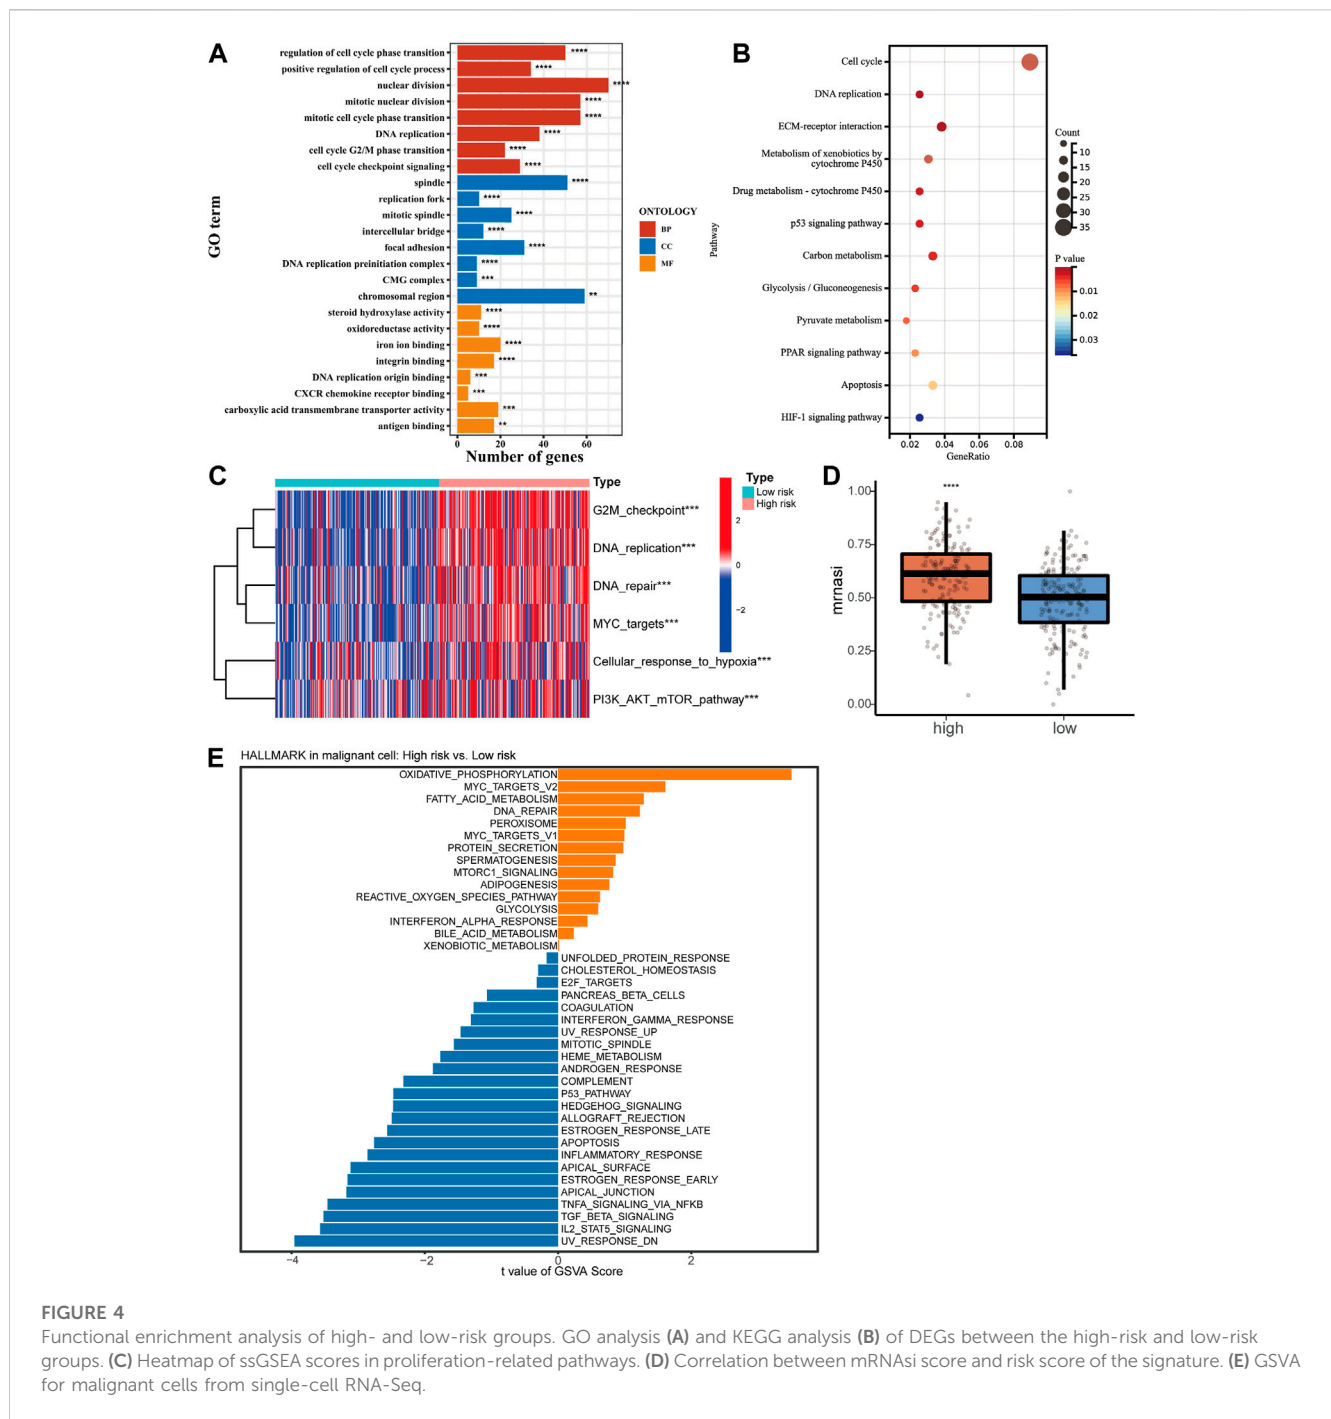 A
GO term
regulation of cell cycle phase transition ****
positive regulation of cell cycle process ****
nuclear division ****
mitotic nuclear division ****
mitotic cell cycle phase transition ****
DNA replication ****
cell cycle G2/M phase transition ****
cell cycle checkpoint signaling ****
spindle ****
replication fork ****
mitotic spindle ****
intercellular bridge ****
focal adhesion ****
DNA replication preinitiation complex ****
CMG complex ***
chromosomal region **
steroid hydroxylase activity ****
oxidoreductase activity ****
iron ion binding ****
integrin binding ****
DNA replication origin binding ***
CXCR chemokine receptor binding ***
carboxylic acid transmembrane transporter activity ***
antigen binding **
0 20 40 60
Number of genes
ONTOLOGY
BP
CC
MF
B
Pathway
Cell cycle
DNA replication
ECM-receptor interaction
Metabolism of xenobiotics by
cytochrome P450
Drug metabolism - cytochrome P450
p53 signaling pathway
Carbon metabolism
Glycolysis / Gluconeogenesis
Pyruvate metabolism
PPAR signaling pathway
Apoptosis
HIF-1 signaling pathway
0.02 0.04 0.06 0.08
GeneRatio
Count
10
15
20
25
30
35
P value
0.01
0.02
0.03
C
Type
G2M_checkpoint***
DNA_replication***
DNA_repair***
MYC_targets***
Cellular_response_to_hypoxia***
PI3K_AKT_mTOR_pathway***
2
0
−2
Type
Low risk
High risk
D
mrnasi
1.00
0.75
0.50
0.25
0.00
****
high low
E
HALLMARK in malignant cell: High risk vs. Low risk
OXIDATIVE_PHOSPHORYLATION
MYC_TARGETS_V2
FATTY_ACID_METABOLISM
DNA_REPAIR
PEROXISOME
MYC_TARGETS_V1
PROTEIN_SECRETION
SPERMATOGENESIS
MTORC1_SIGNALING
ADIPOGENESIS
REACTIVE_OXYGEN_SPECIES_PATHWAY
GLYCOLYSIS
INTERFERON_ALPHA_RESPONSE
BILE_ACID_METABOLISM
XENOBIOTIC_METABOLISM
UNFOLDED_PROTEIN_RESPONSE
CHOLESTEROL_HOMEOSTASIS
E2F_TARGETS
PANCREAS_BETA_CELLS
COAGULATION
INTERFERON_GAMMA_RESPONSE
UV_RESPONSE_UP
MITOTIC_SPINDLE
HEME_METABOLISM
ANDROGEN_RESPONSE
COMPLEMENT
P53_PATHWAY
HEDGEHOG_SIGNALING
ALLOGRAFT_REJECTION
ESTROGEN_RESPONSE_LATE
APOPTOSIS
INFLAMMATORY_RESPONSE
APICAL_SURFACE
ESTROGEN_RESPONSE_EARLY
APICAL_JUNCTION
TNFA_SIGNALING_VIA_NFKB
TGF_BETA_SIGNALING
IL2_STAT5_SIGNALING
UV_RESPONSE_DN
−4 −2 0 2
t value of GSVA Score
FIGURE 4
Functional enrichment analysis of high- and low-risk groups. GO analysis (A) and KEGG analysis (B) of DEGs between the high-risk and low-risk
groups. (C) Heatmap of ssGSEA scores in proliferation-related pathways. (D) Correlation between mRNAsi score and risk score of the signature. (E) GSVA
for malignant cells from single-cell RNA-Seq.